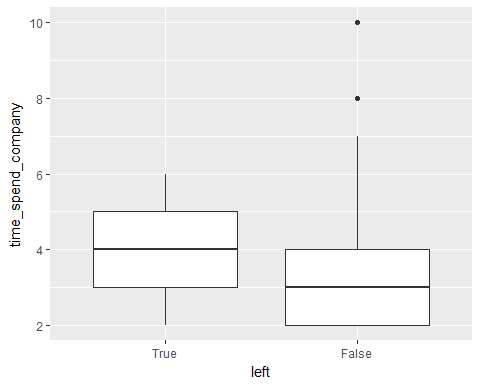 time_spend_company
10
8
6
4
2
True False
left